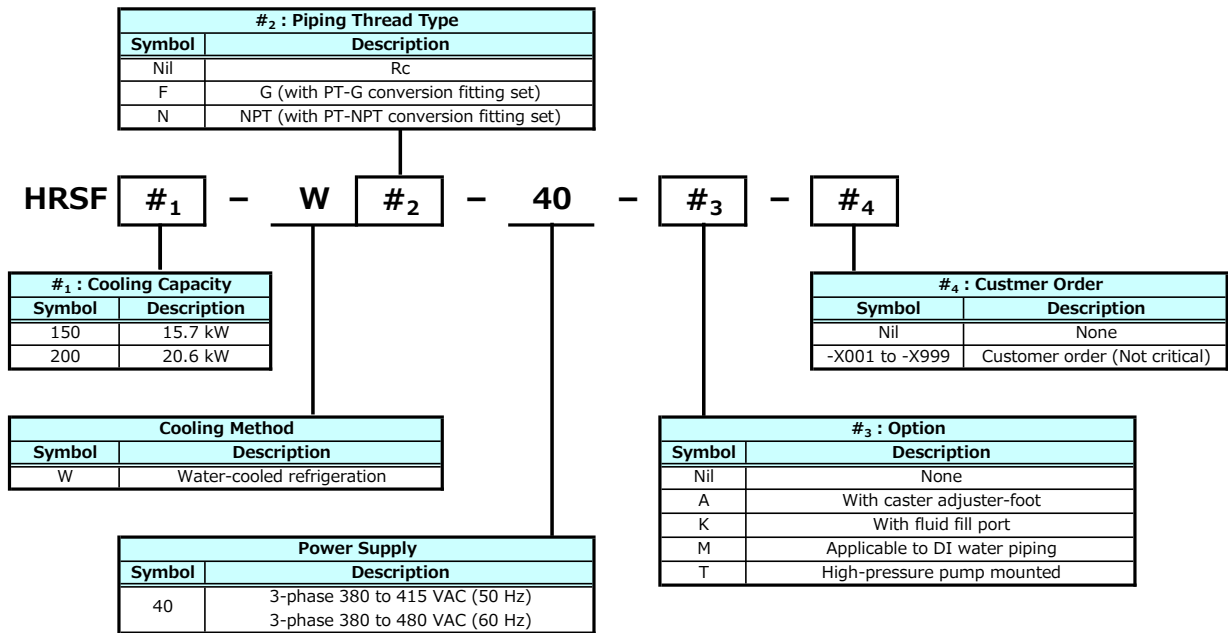 #₂ : Piping Thread Type
Symbol Description
Nil Rc
F G (with PT-G conversion fitting set)
N NPT (with PT-NPT conversion fitting set)
HRSF #₁ – W #₂ – 40 – #₃ – #₄
#₁ : Cooling Capacity
Symbol Description
150 15.7 kW
200 20.6 kW
#₄ : Custmer Order
Symbol Description
Nil None
-X001 to -X999 Customer order (Not critical)
Cooling Method
Symbol Description
W Water-cooled refrigeration
#₃ : Option
Symbol Description
Nil None
A With caster adjuster-foot
K With fluid fill port
M Applicable to DI water piping
T High-pressure pump mounted
Power Supply
Symbol Description
40 3-phase 380 to 415 VAC (50 Hz)
3-phase 380 to 480 VAC (60 Hz)